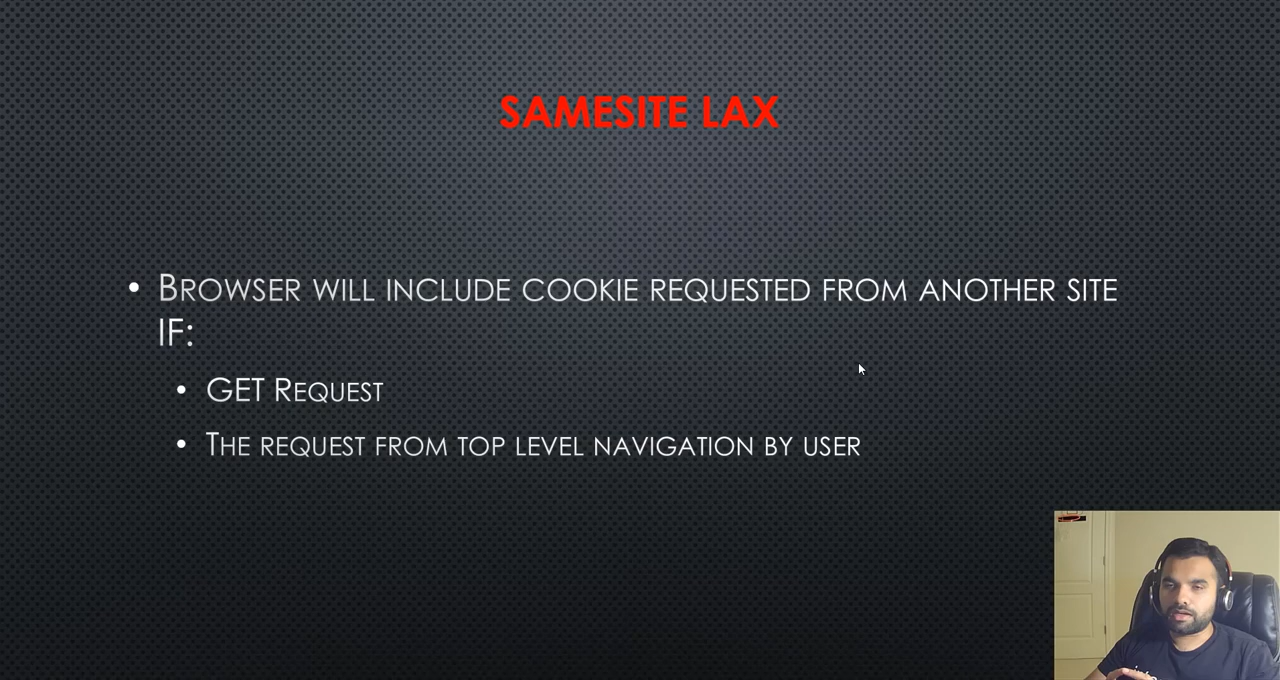 SAMESITE LAX
• BROWSER WILL INCLUDE COOKIE REQUESTED FROM ANOTHER SITE
IF:
• GET REQUEST
• THE REQUEST FROM TOP LEVEL NAVIGATION BY USER